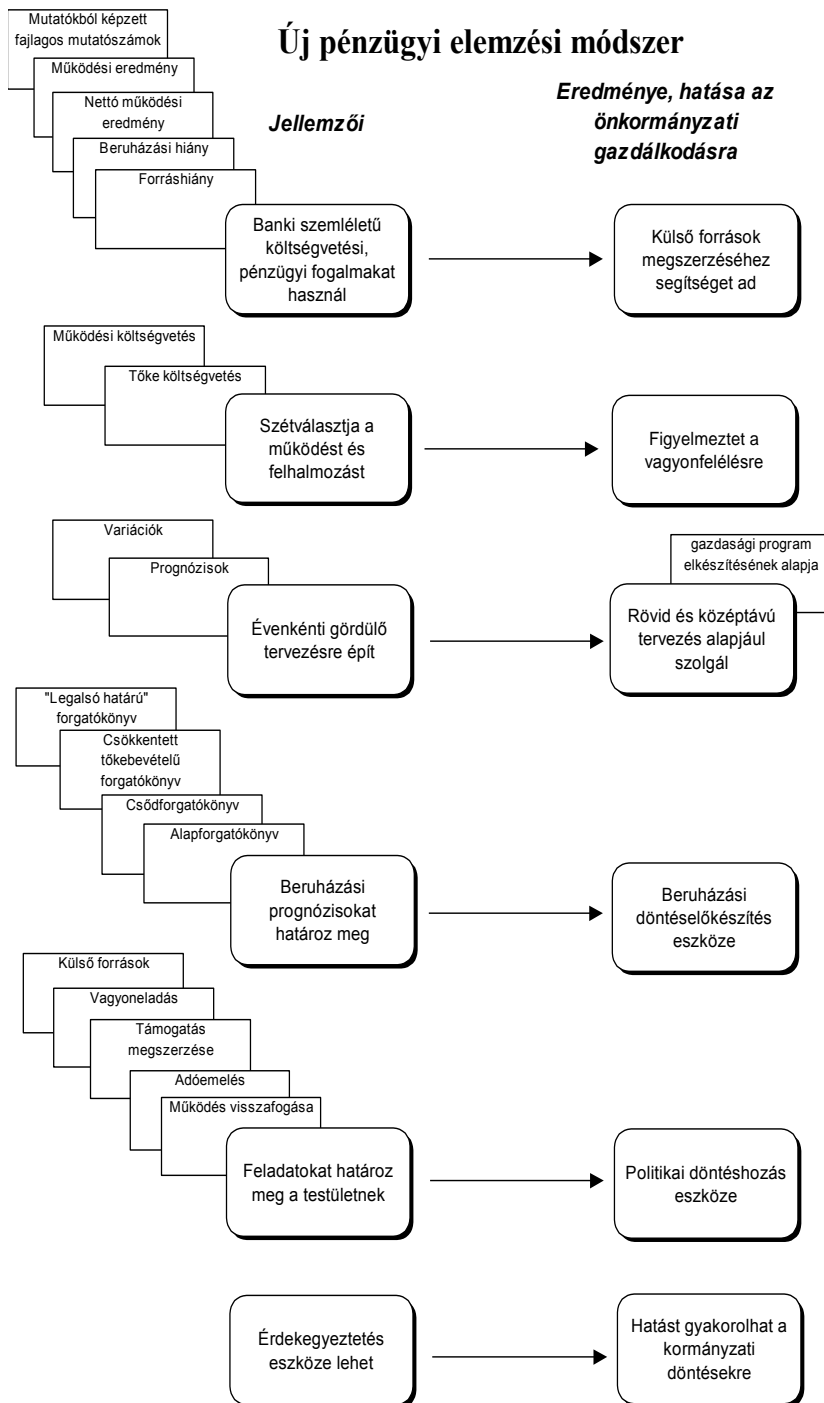 Új pénzügyi elemzési módszer
Jellemzői
Eredménye, hatása az
önkormányzati
gazdálkodásra
Mutatókból képzett
fajlagos mutatószámok
Működési eredmény
Nettó működési
eredmény
Beruházási hiány
Forráshiány
Banki szemléletű
költségvetési,
pénzügyi fogalmakat
használ
Külső források
megszerzéséhez
segítséget ad
Működési költségvetés
Tőke költségvetés
Szétválasztja a
működést és
felhalmozást
Figyelmeztet a
vagyonfelélésre
Variációk
Prognózisok
Évenkénti gördülő
tervezésre épít
gazdasági program
elkészítésének alapja
Rövid és középtávú
tervezés alapjául
szolgál
"Legalsó határú"
forgatókönyv
Csökkentett
tőkebevételű
forgatókönyv
Csődforgatókönyv
Alapforgatókönyv
Beruházási
prognózisokat
határoz meg
Beruházási
döntéselőkészítés
eszköze
Külső források
Vagyoneladás
Támogatás
megszerzése
Adóemelés
Működés visszafogása
Feladatokat határoz
meg a testületnek
Politikai döntéshozás
eszköze
Érdekegyeztetés
eszköze lehet
Hatást gyakorolhat a
kormányzati
döntésekre